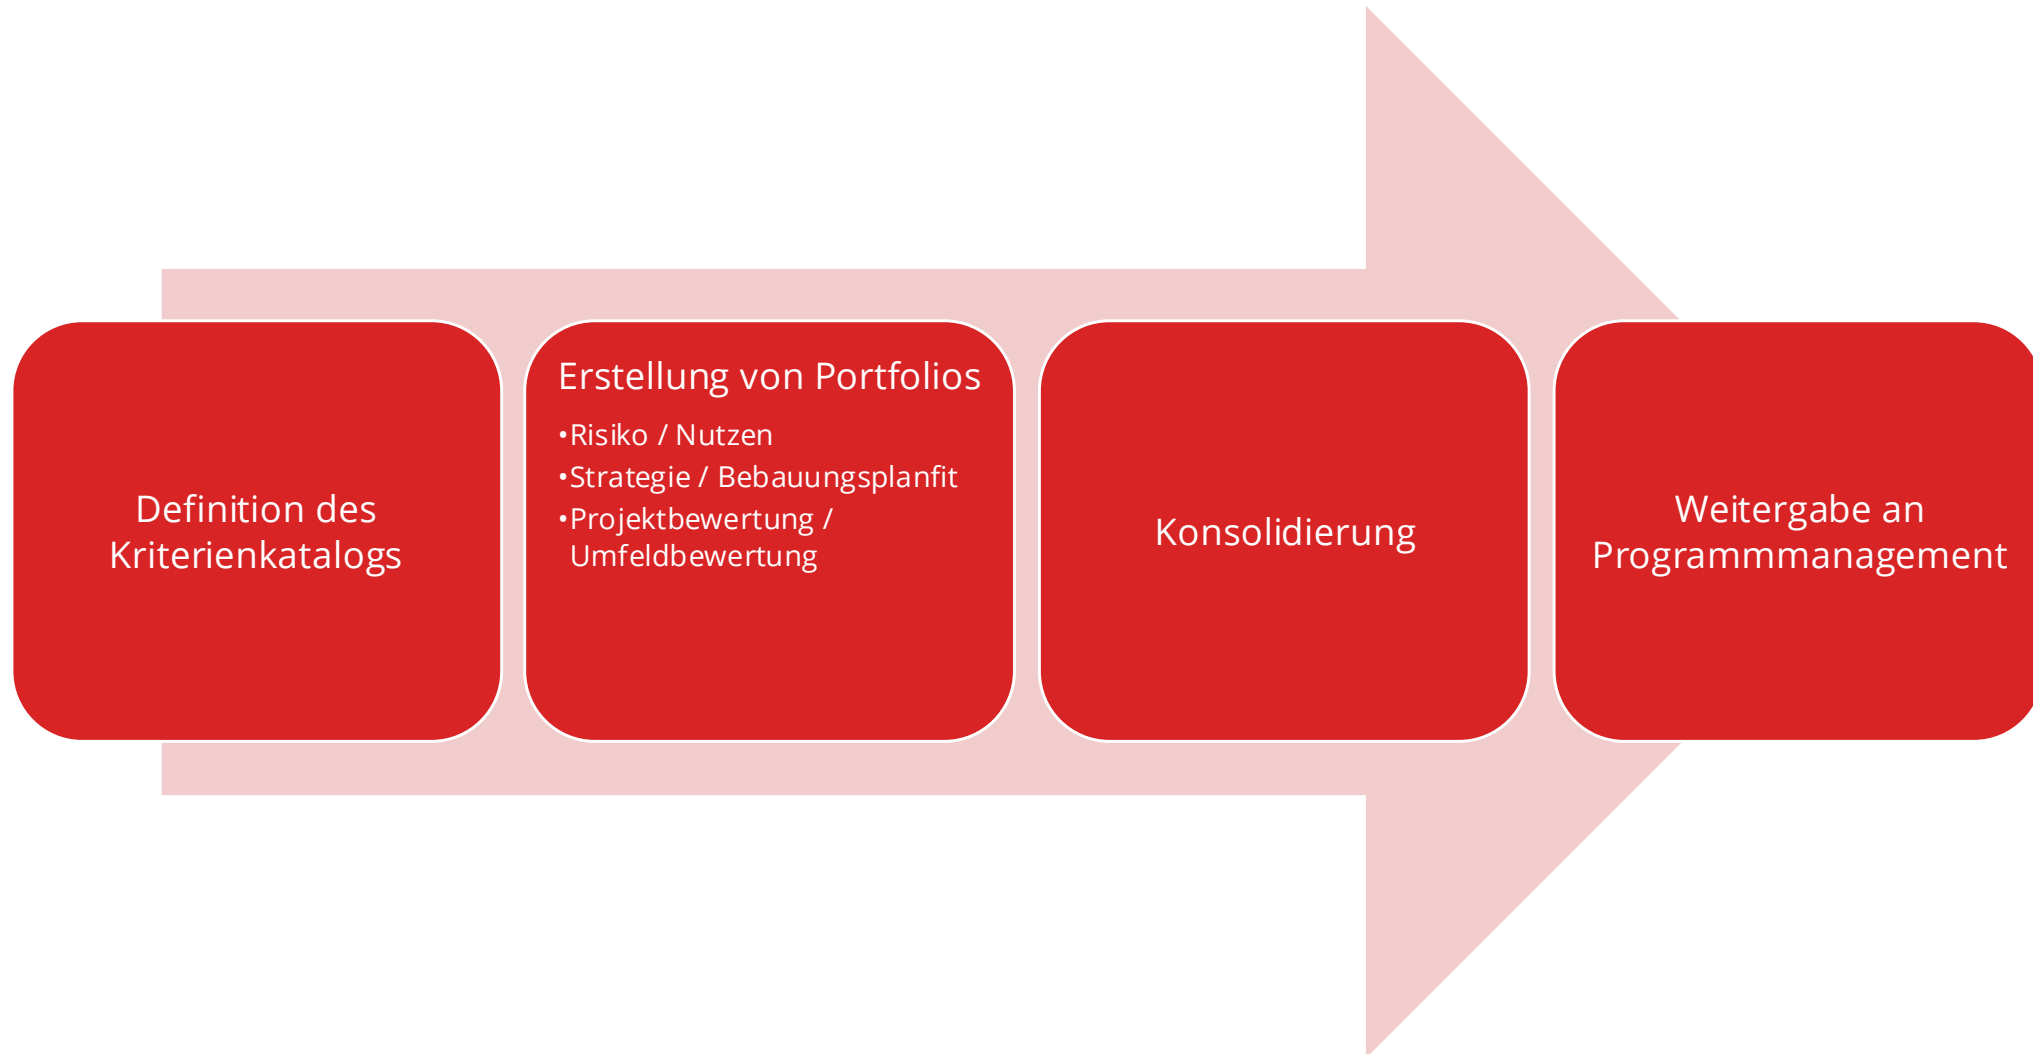 Definition des
Kriterienkatalogs
Erstellung von Portfolios
•Risiko / Nutzen
•Strategie / Bebauungsplanfit
•Projektbewertung /
Umfeldbewertung
Konsolidierung
Weitergabe an
Programmmanagement